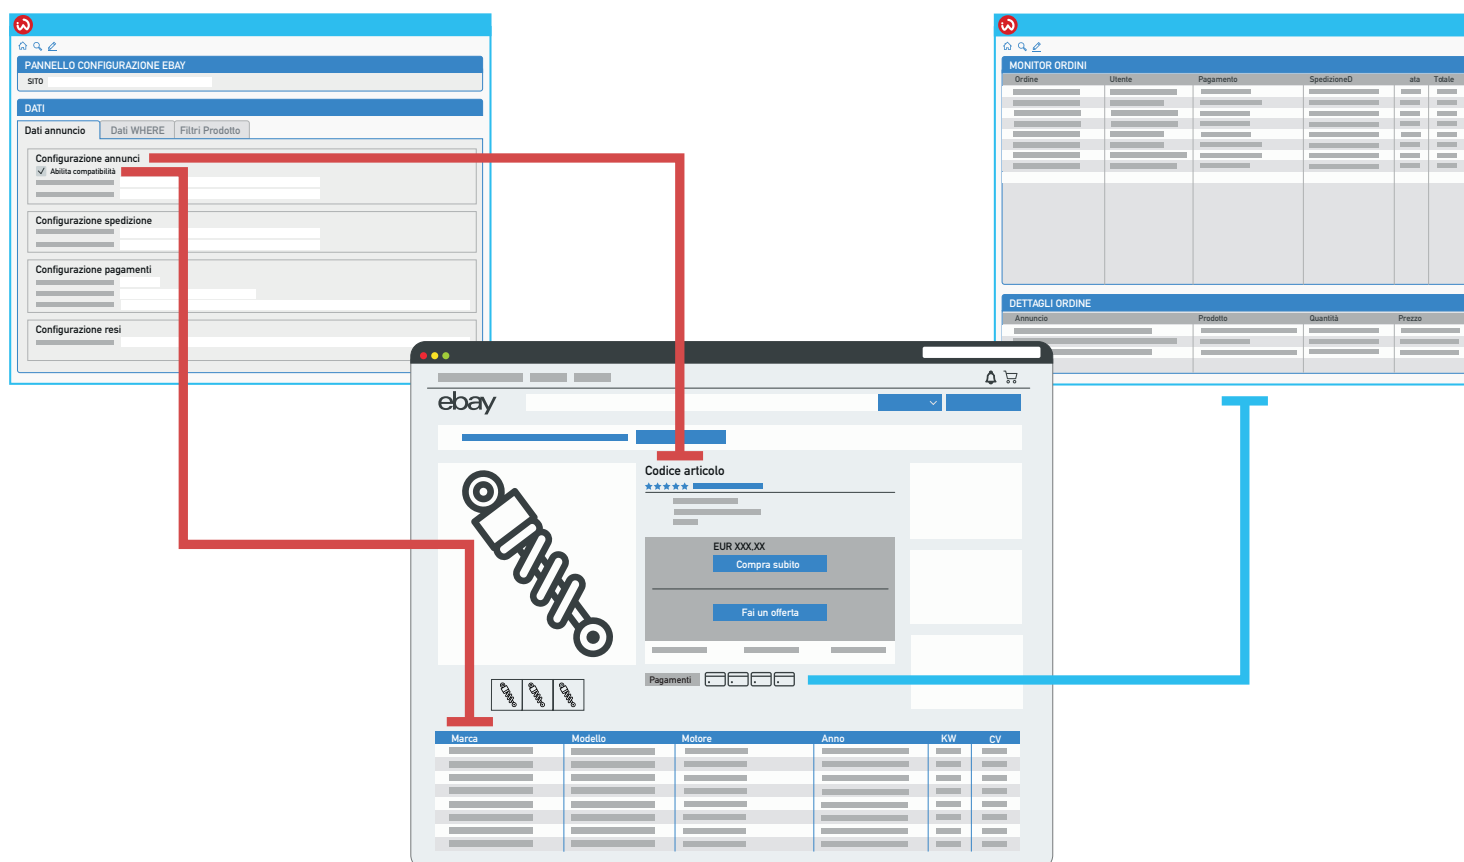 PANNELLO CONFIGURAZIONE EBAY
SITO
DATI
Dati annuncio Dati WHERE Filtri Prodotto
Configurazione annunci
Abilita compatibilità
Configurazione spedizione
Configurazione pagamenti
Configurazione resi
MONITOR ORDINI
Ordine Utente Pagamento SpedizioneD ata Totale
DETTAGLI ORDINE
Annuncio Prodotto Quantità Prezzo
ebay
Codice articolo
EUR XXX,XX
Compra subito
Fai un offerta
Pagamenti
Marca Modello Motore Anno KW CV